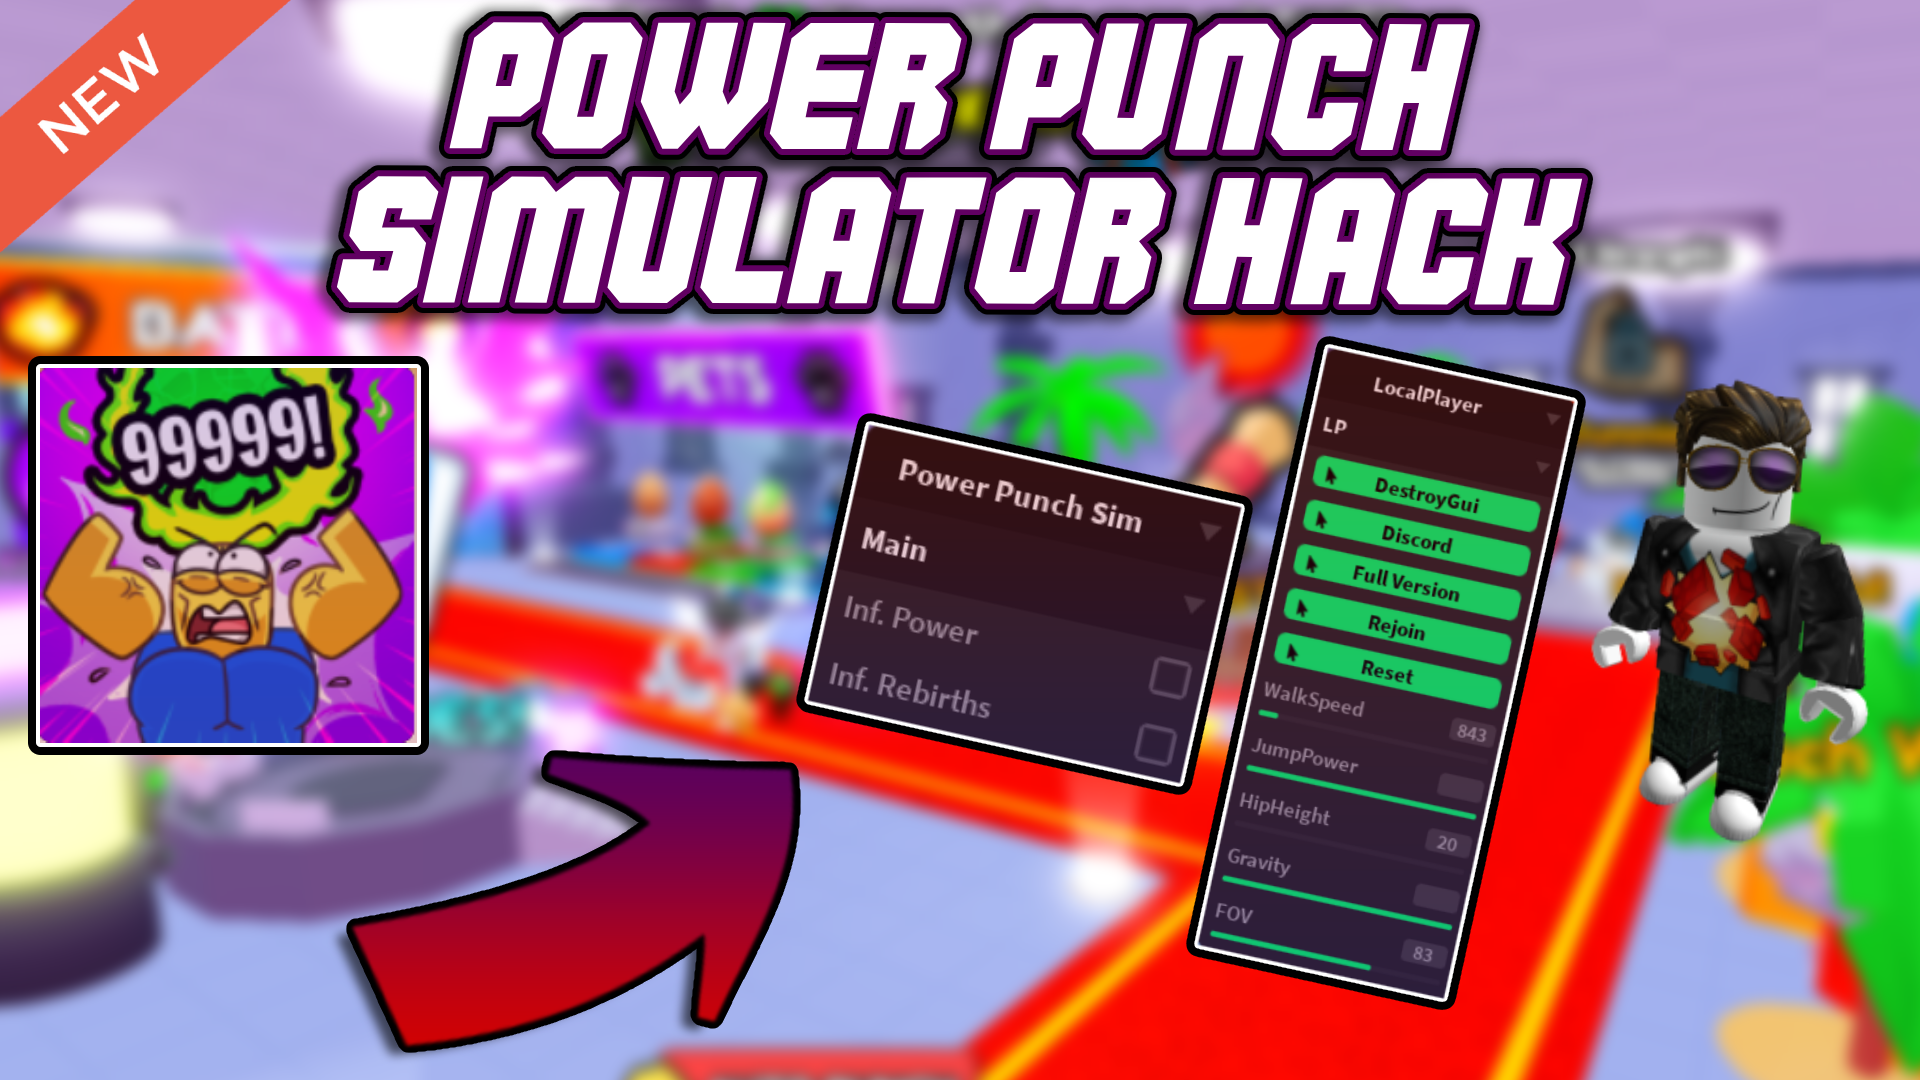 NEW
POWER PUNCH
SIMULATOR HACK
PETS
99999!
Power Punch Sim
Main
Inf. Power
Inf. Rebirths
LocalPlayer
LP
DestroyGui
Discord
Full Version
Rejoin
Reset
WalkSpeed
843
JumpPower
HipHeight
20
Gravity
FOV
83